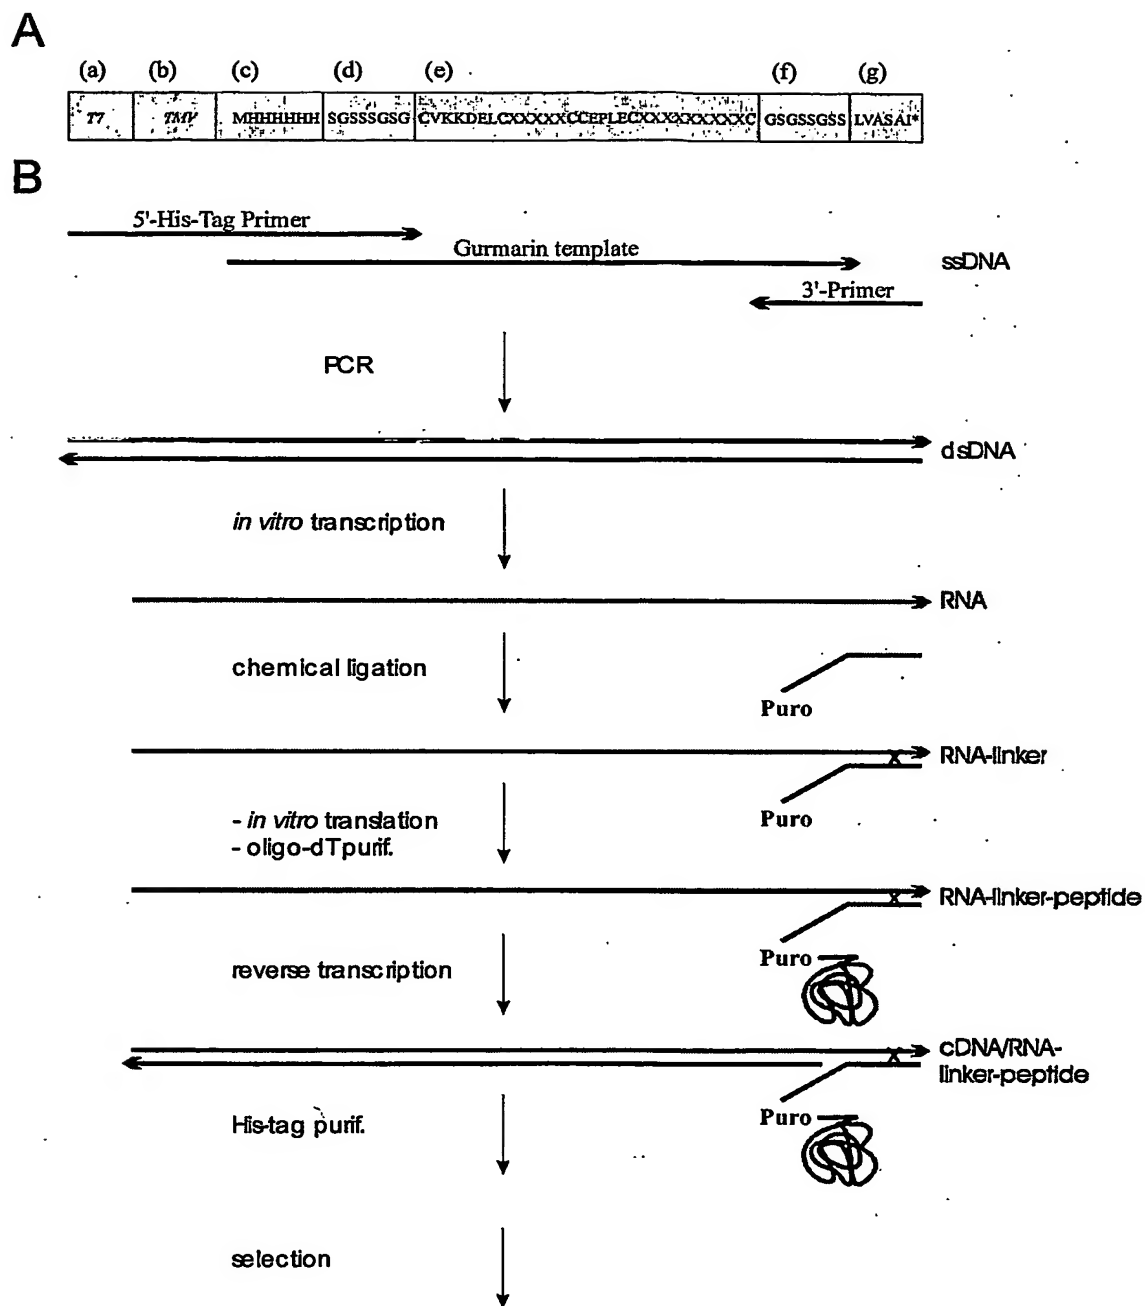 A
(a) (b) (c) (d) (e) (f) (g)
T7 TMV MHHHHHH SGSSSGSG CVKKDELCXXXXXCCEPLECXXXXXXXXXC GSGSSGSS LVASAI*
B
5'-His-Tag Primer
Gurmarin template
ssDNA
3'-Primer
PCR
dsDNA
in vitro transcription
RNA
chemical ligation
Puro
X RNA-linker
Puro
- in vitro translation
- oligo-dTpurif.
X RNA-linker-peptide
Puro
reverse transcription
X cDNA/RNA-
linker-peptide
Puro
His-tag purif.
selection